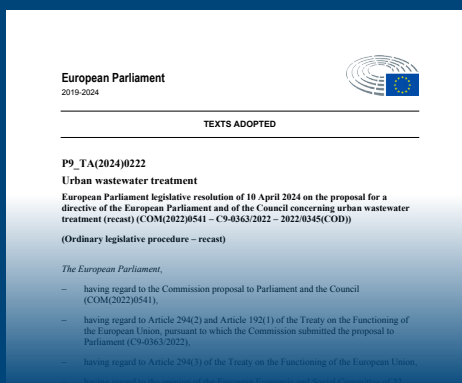 European Parliament
2019-2024
TEXTS ADOPTED
P9_TA(2024)0222
Urban wastewater treatment
European Parliament legislative resolution of 10 April 2024 on the proposal for a
directive of the European Parliament and of the Council concerning urban wastewater
treatment (recast) (COM(2022)0541 – C9-0363/2022 – 2022/0345(COD))
(Ordinary legislative procedure – recast)
The European Parliament,
– having regard to the Commission proposal to Parliament and the Council
(COM(2022)0541),
– having regard to Article 294(2) and Article 192(1) of the Treaty on the Functioning of
the European Union, pursuant to which the Commission submitted the proposal to
Parliament (C9-0363/2022),
– having regard to Article 294(3) of the Treaty on the Functioning of the European Union,